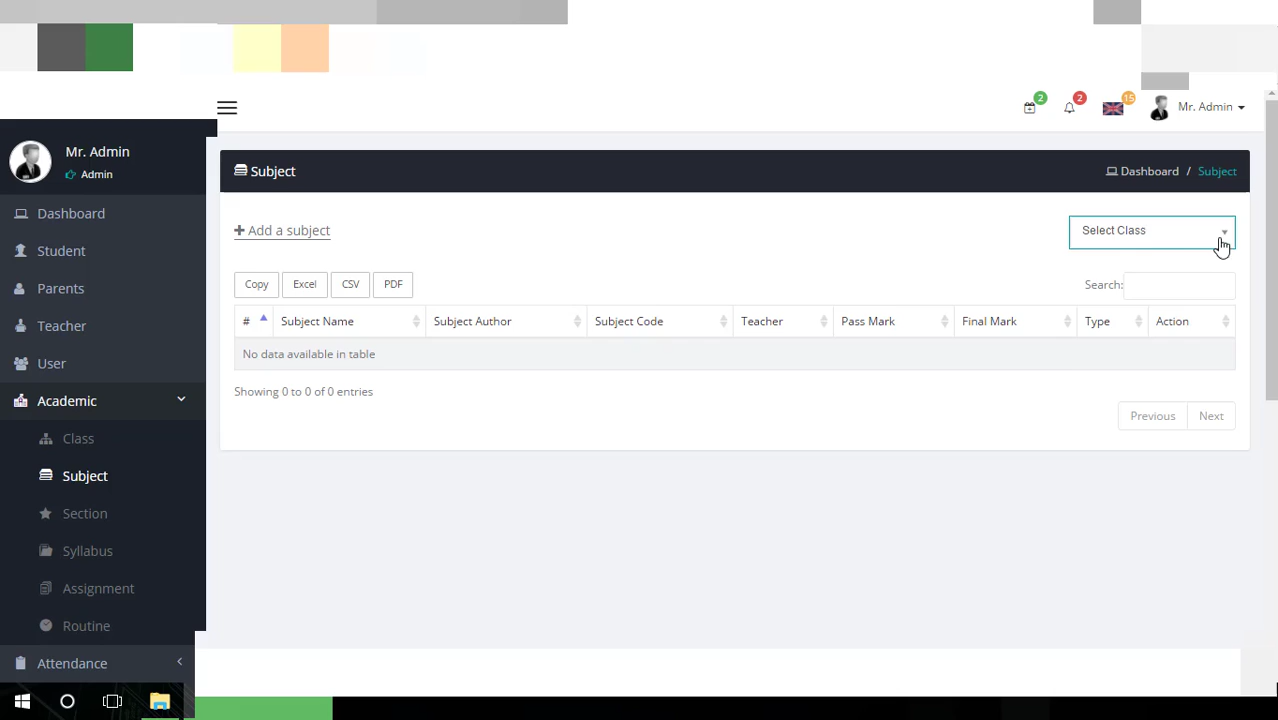 2
2
15
Mr. Admin
Mr. Admin
Admin
Subject
Dashboard / Subject
Dashboard
Student
Parents
Teacher
User
Academic
Class
Subject
Section
Syllabus
Assignment
Routine
Attendance
+ Add a subject
Select Class
Copy
Excel
CSV
PDF
Search:
# Subject Name Subject Author Subject Code Teacher Pass Mark Final Mark Type Action
No data available in table
Showing 0 to 0 of 0 entries
Previous
Next